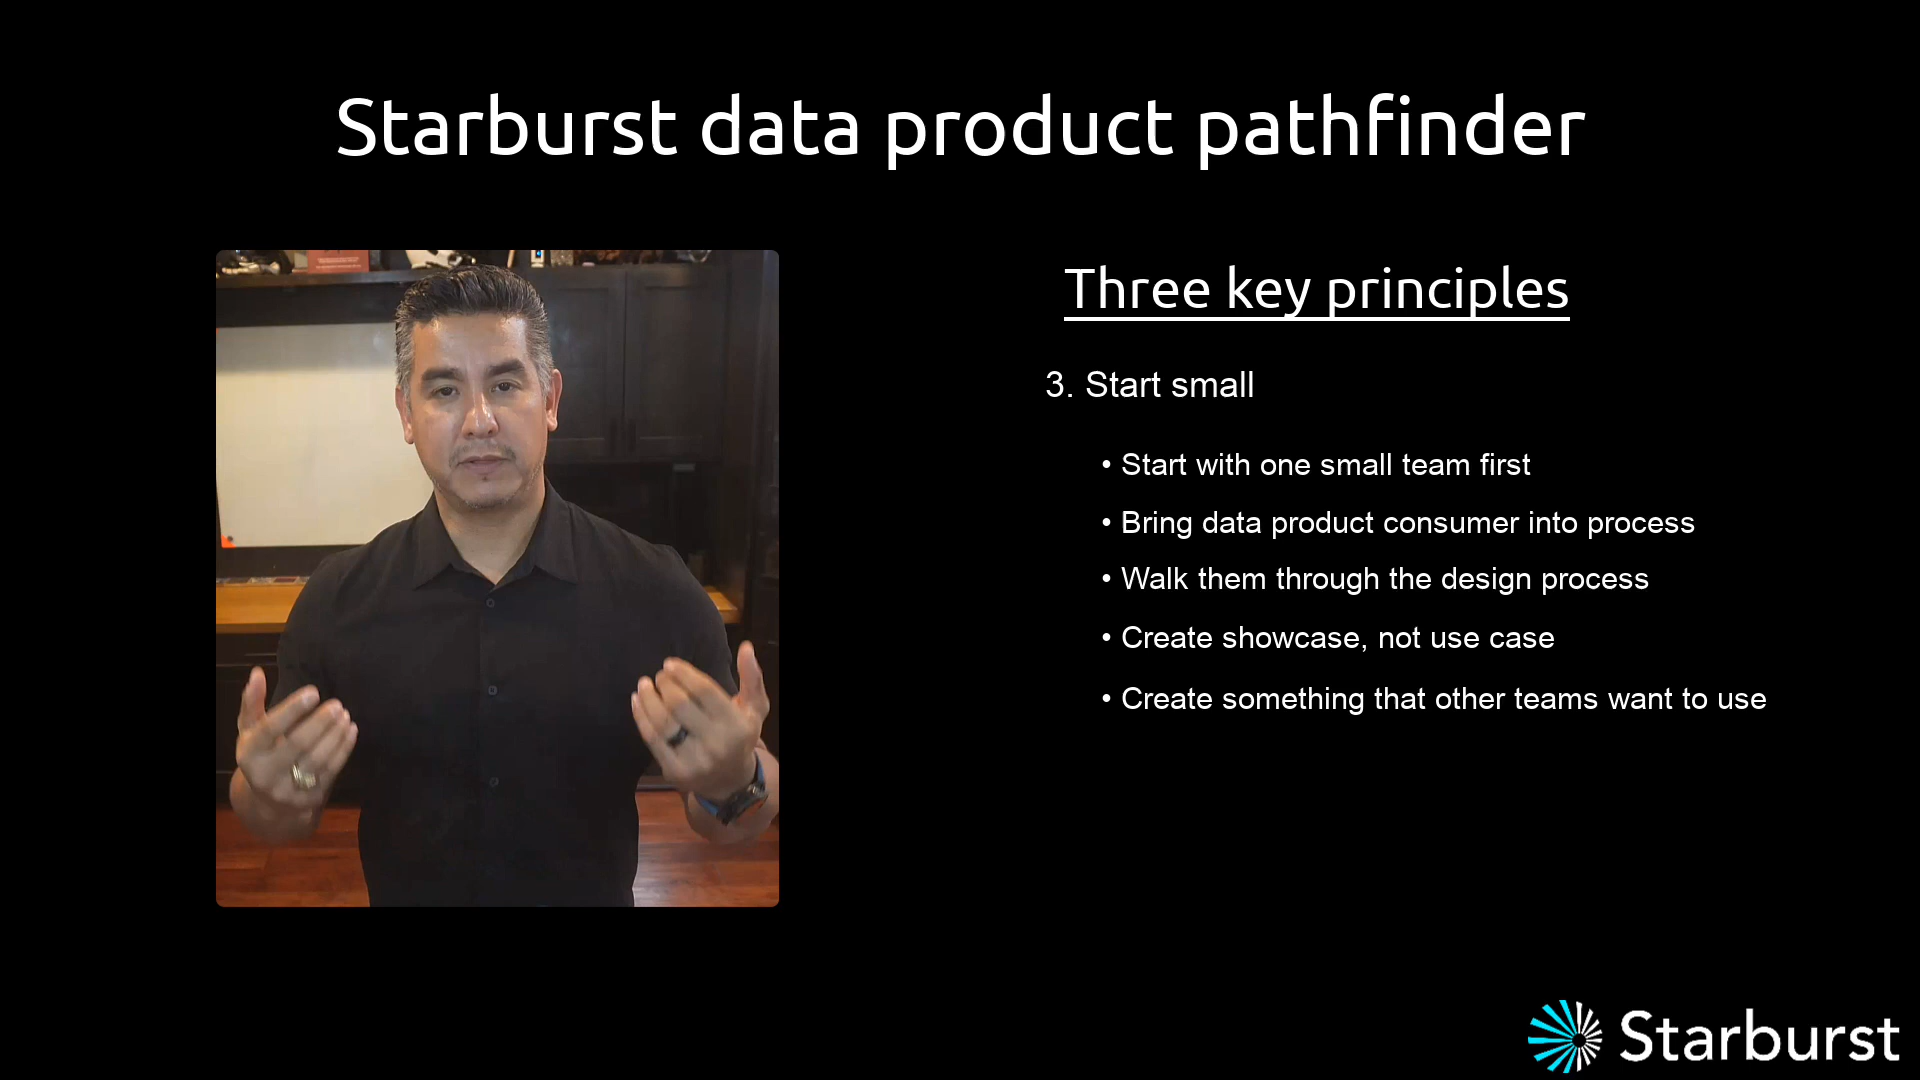 Starburst data product pathfinder
Three key principles
3. Start small
• Start with one small team first
• Bring data product consumer into process
• Walk them through the design process
• Create showcase, not use case
• Create something that other teams want to use
Starburst